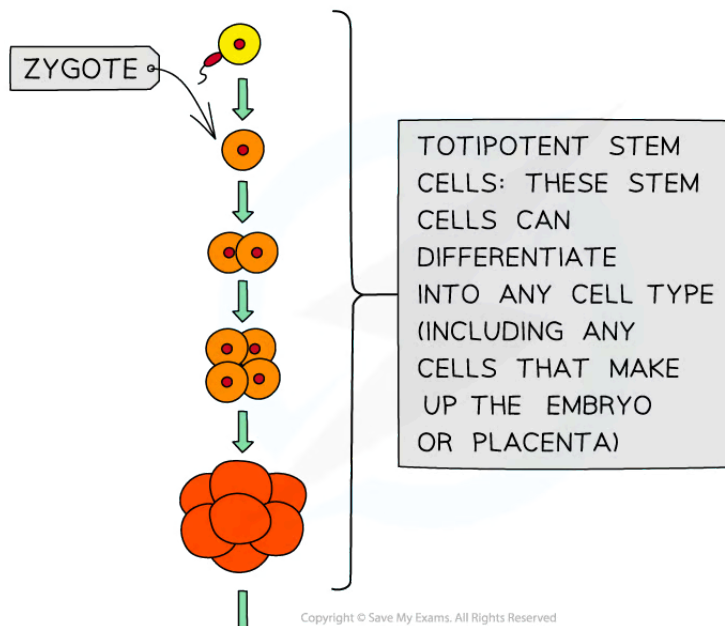 ZYGOTE
TOTIPOTENT STEM
CELLS: THESE STEM
CELLS CAN
DIFFERENTIATE
INTO ANY CELL TYPE
(INCLUDING ANY
CELLS THAT MAKE
UP THE EMBRYO
OR PLACENTA)
Copyright © Save My Exams. All Rights Reserved